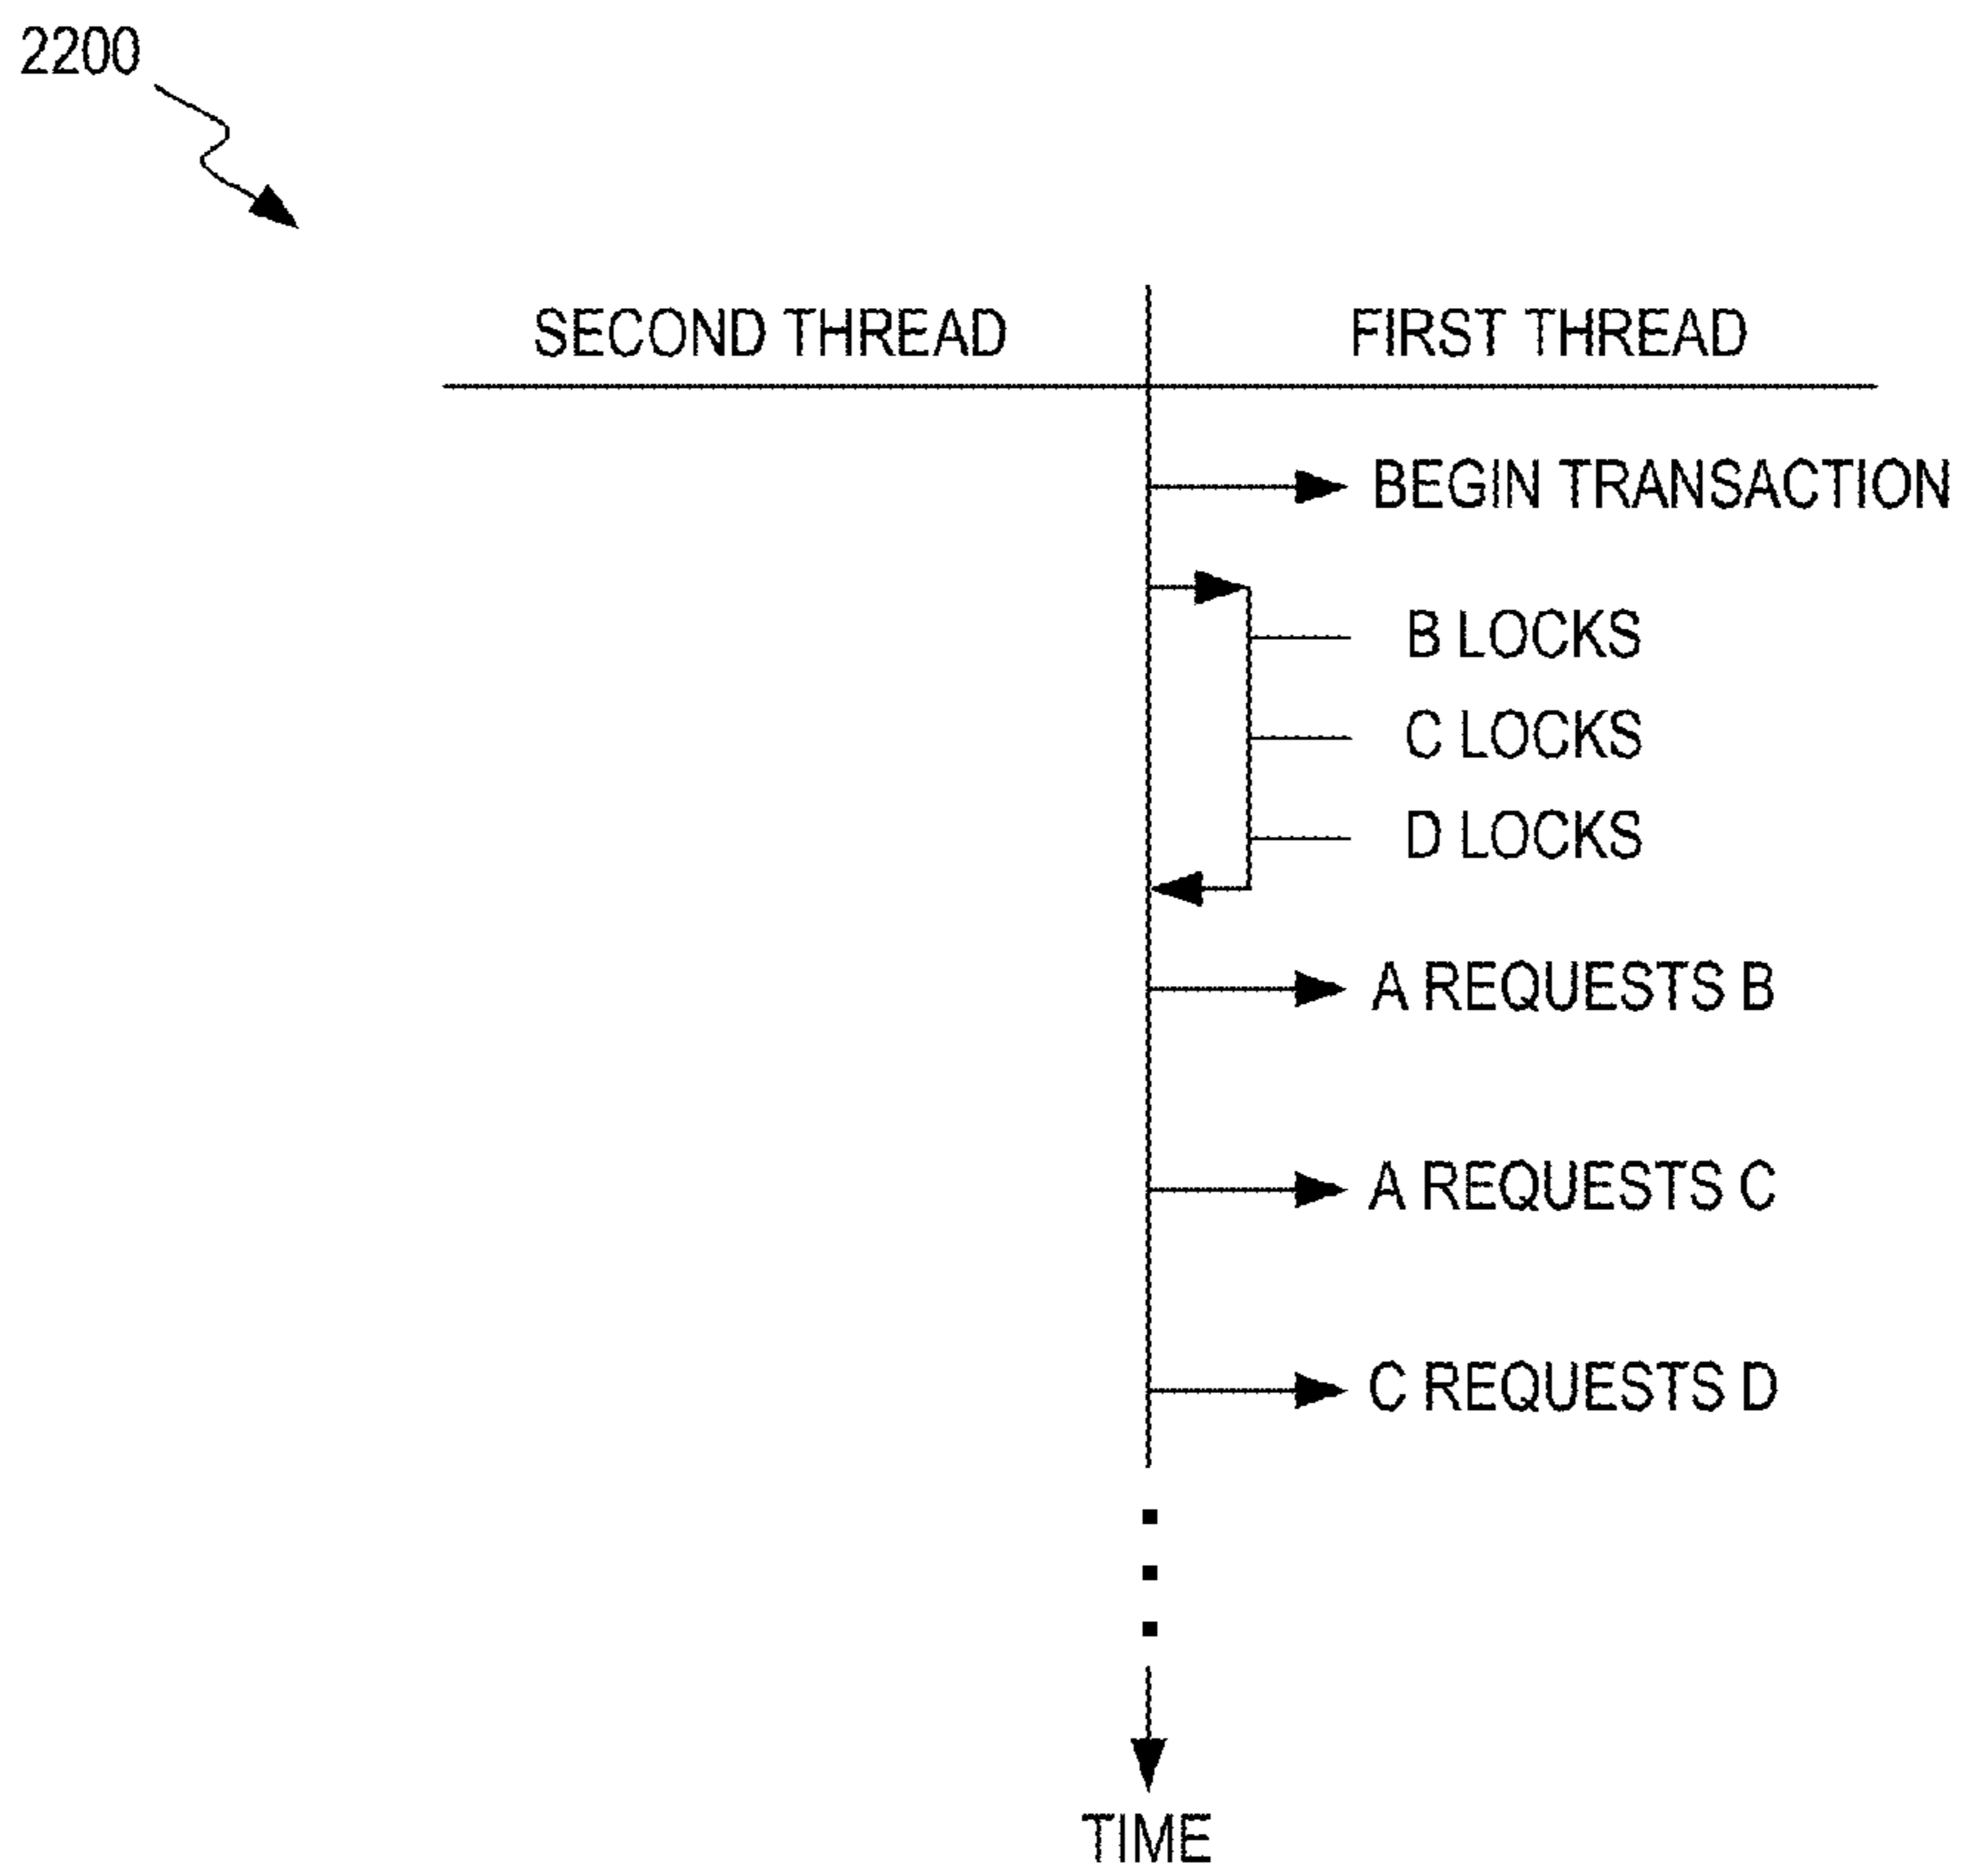 2200
SECOND THREAD
FIRST THREAD
BEGIN TRANSACTION
B LOCKS
C LOCKS
D LOCKS
A REQUESTS B
A REQUESTS C
C REQUESTS D
TIME